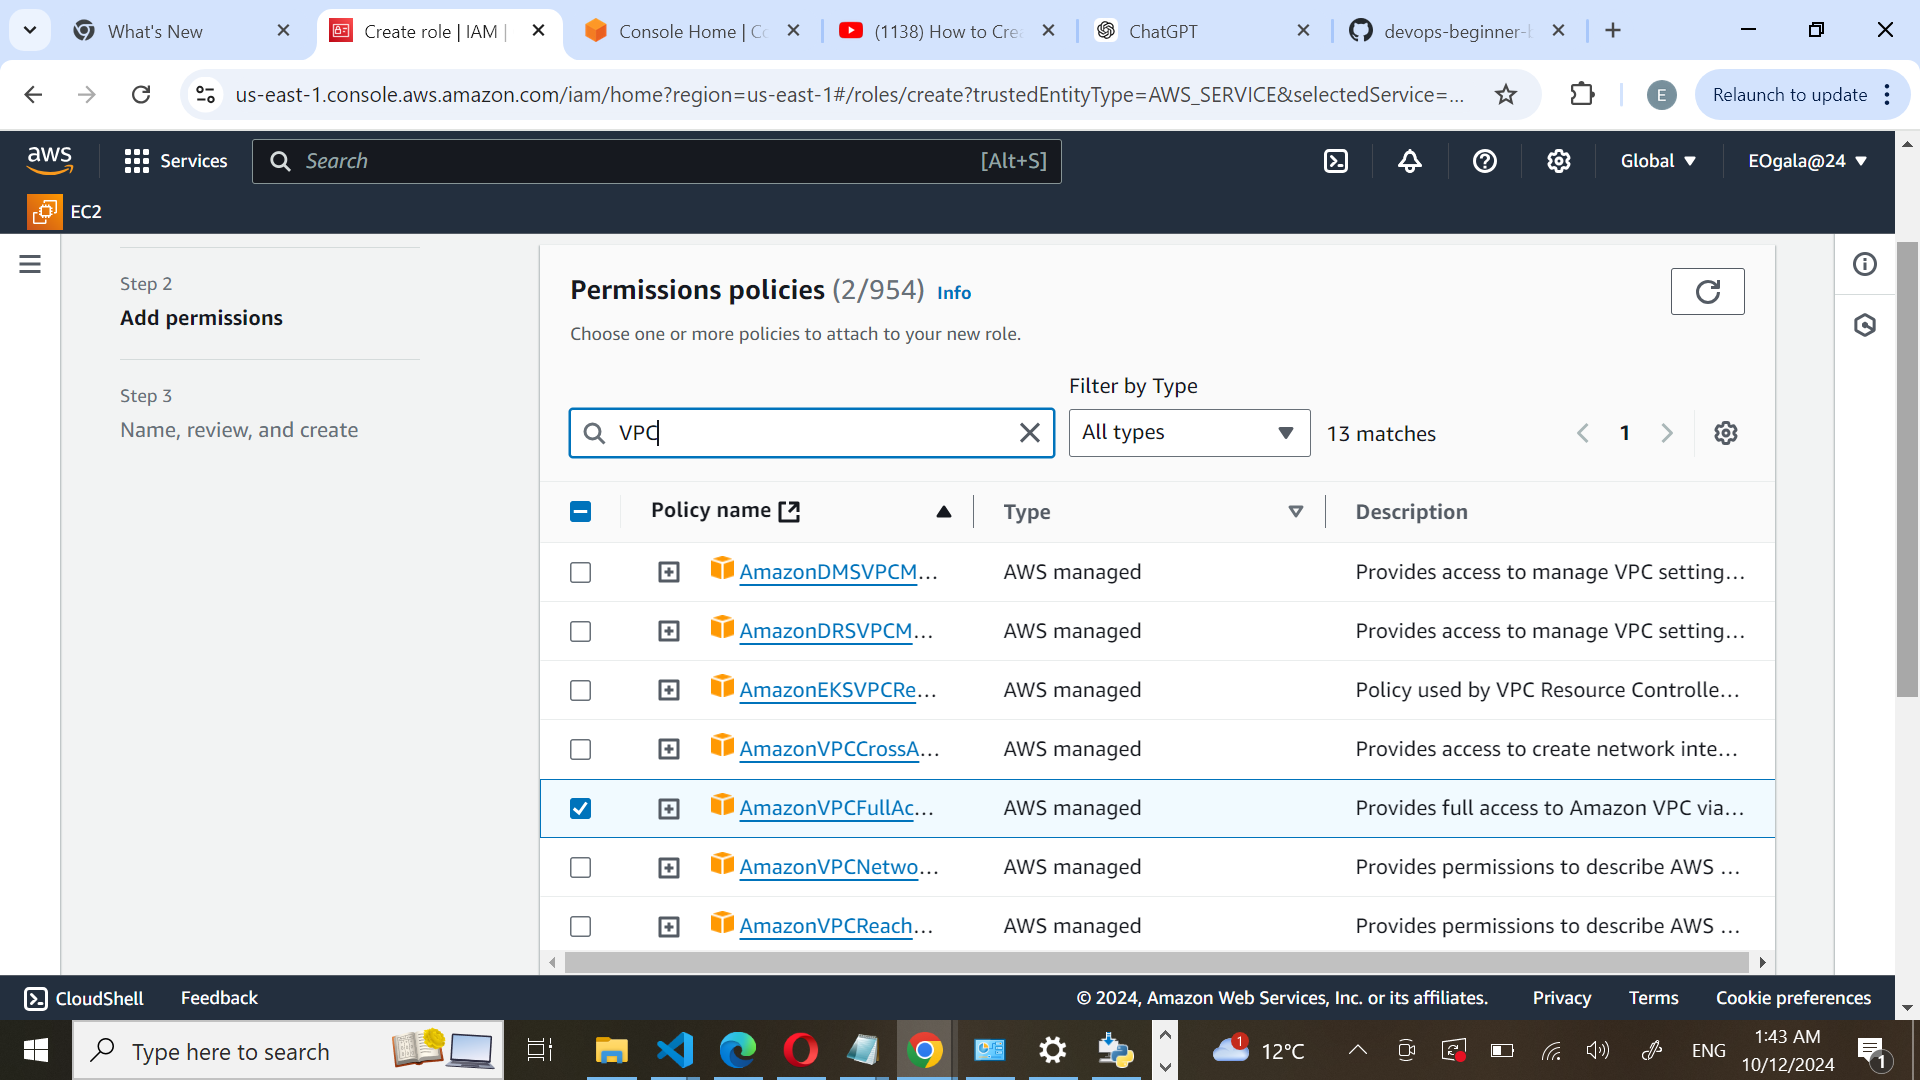 What's New
Create role | IAM |
Console Home | Co
(1138) How to Crea
ChatGPT
devops-beginner-b
us-east-1.console.aws.amazon.com/iam/home?region=us-east-1#/roles/create?trustedEntityType=AWS_SERVICE&selectedService=...
E
Relaunch to update
aws
Services
Search
[Alt+S]
Global
EOgala@24
EC2
Step 2
Add permissions
Step 3
Name, review, and create
Permissions policies (2/954) Info
Choose one or more policies to attach to your new role.
Filter by Type
VPC
All types
13 matches
1
Policy name
Type
Description
AmazonDMSVPCM... AWS managed Provides access to manage VPC setting...
AmazonDRSVPCM... AWS managed Provides access to manage VPC setting...
AmazonEKSVPCRe... AWS managed Policy used by VPC Resource Controlle...
AmazonVPCCrossA... AWS managed Provides access to create network inte...
AmazonVPCFullAc... AWS managed Provides full access to Amazon VPC via...
AmazonVPCNetwo... AWS managed Provides permissions to describe AWS ...
AmazonVPCReach... AWS managed Provides permissions to describe AWS ...
CloudShell
Feedback
© 2024, Amazon Web Services, Inc. or its affiliates.
Privacy
Terms
Cookie preferences
Type here to search
1
12°C
ENG
1:43 AM
10/12/2024
1